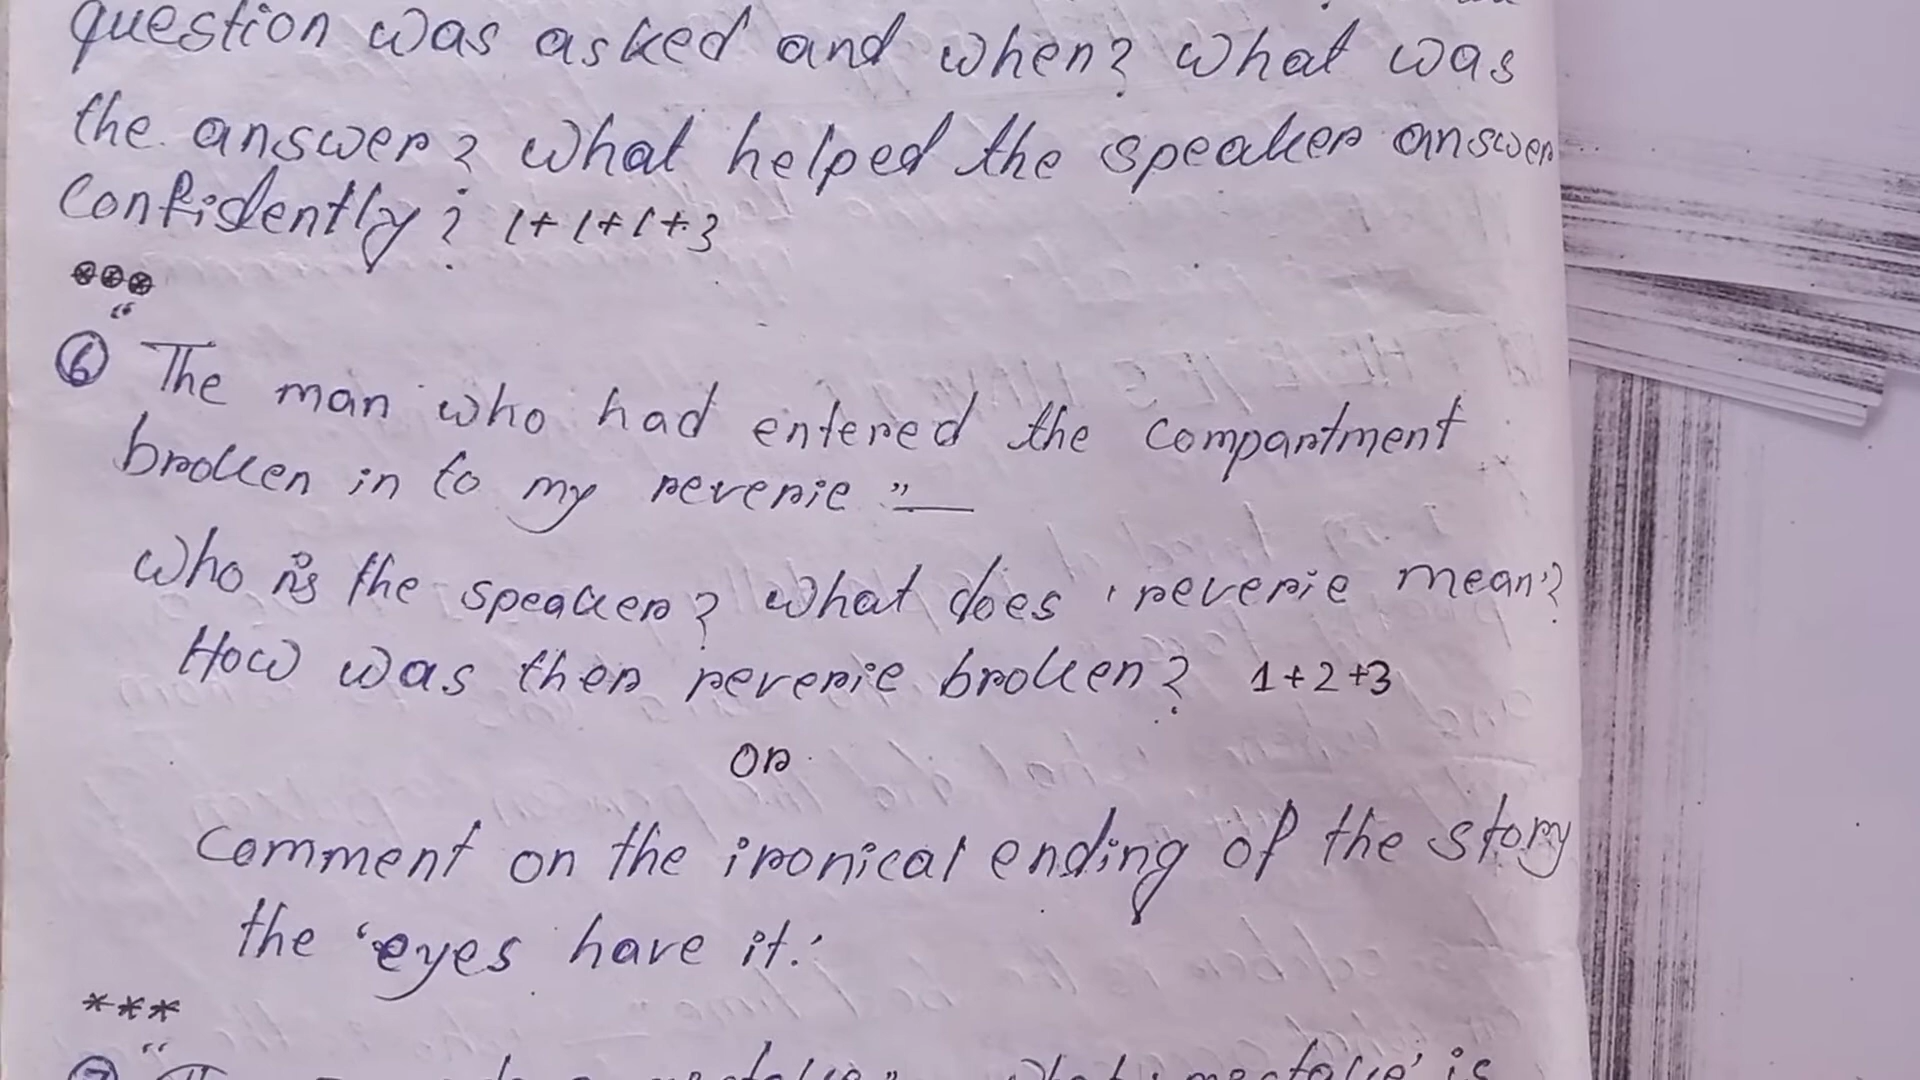 question was asked and when? what was
the answer? what helped the speaker answer
confidently? 1+1+1+3
***
"
⑥ The man who had entered the compartment
broken in to my reverie "—
who is the speaker? what does 'reverie mean'?
How was ther reverie broken? 1+2+3
or
comment on the ironical ending of the story
the 'eyes have it.'
***
"
⑦